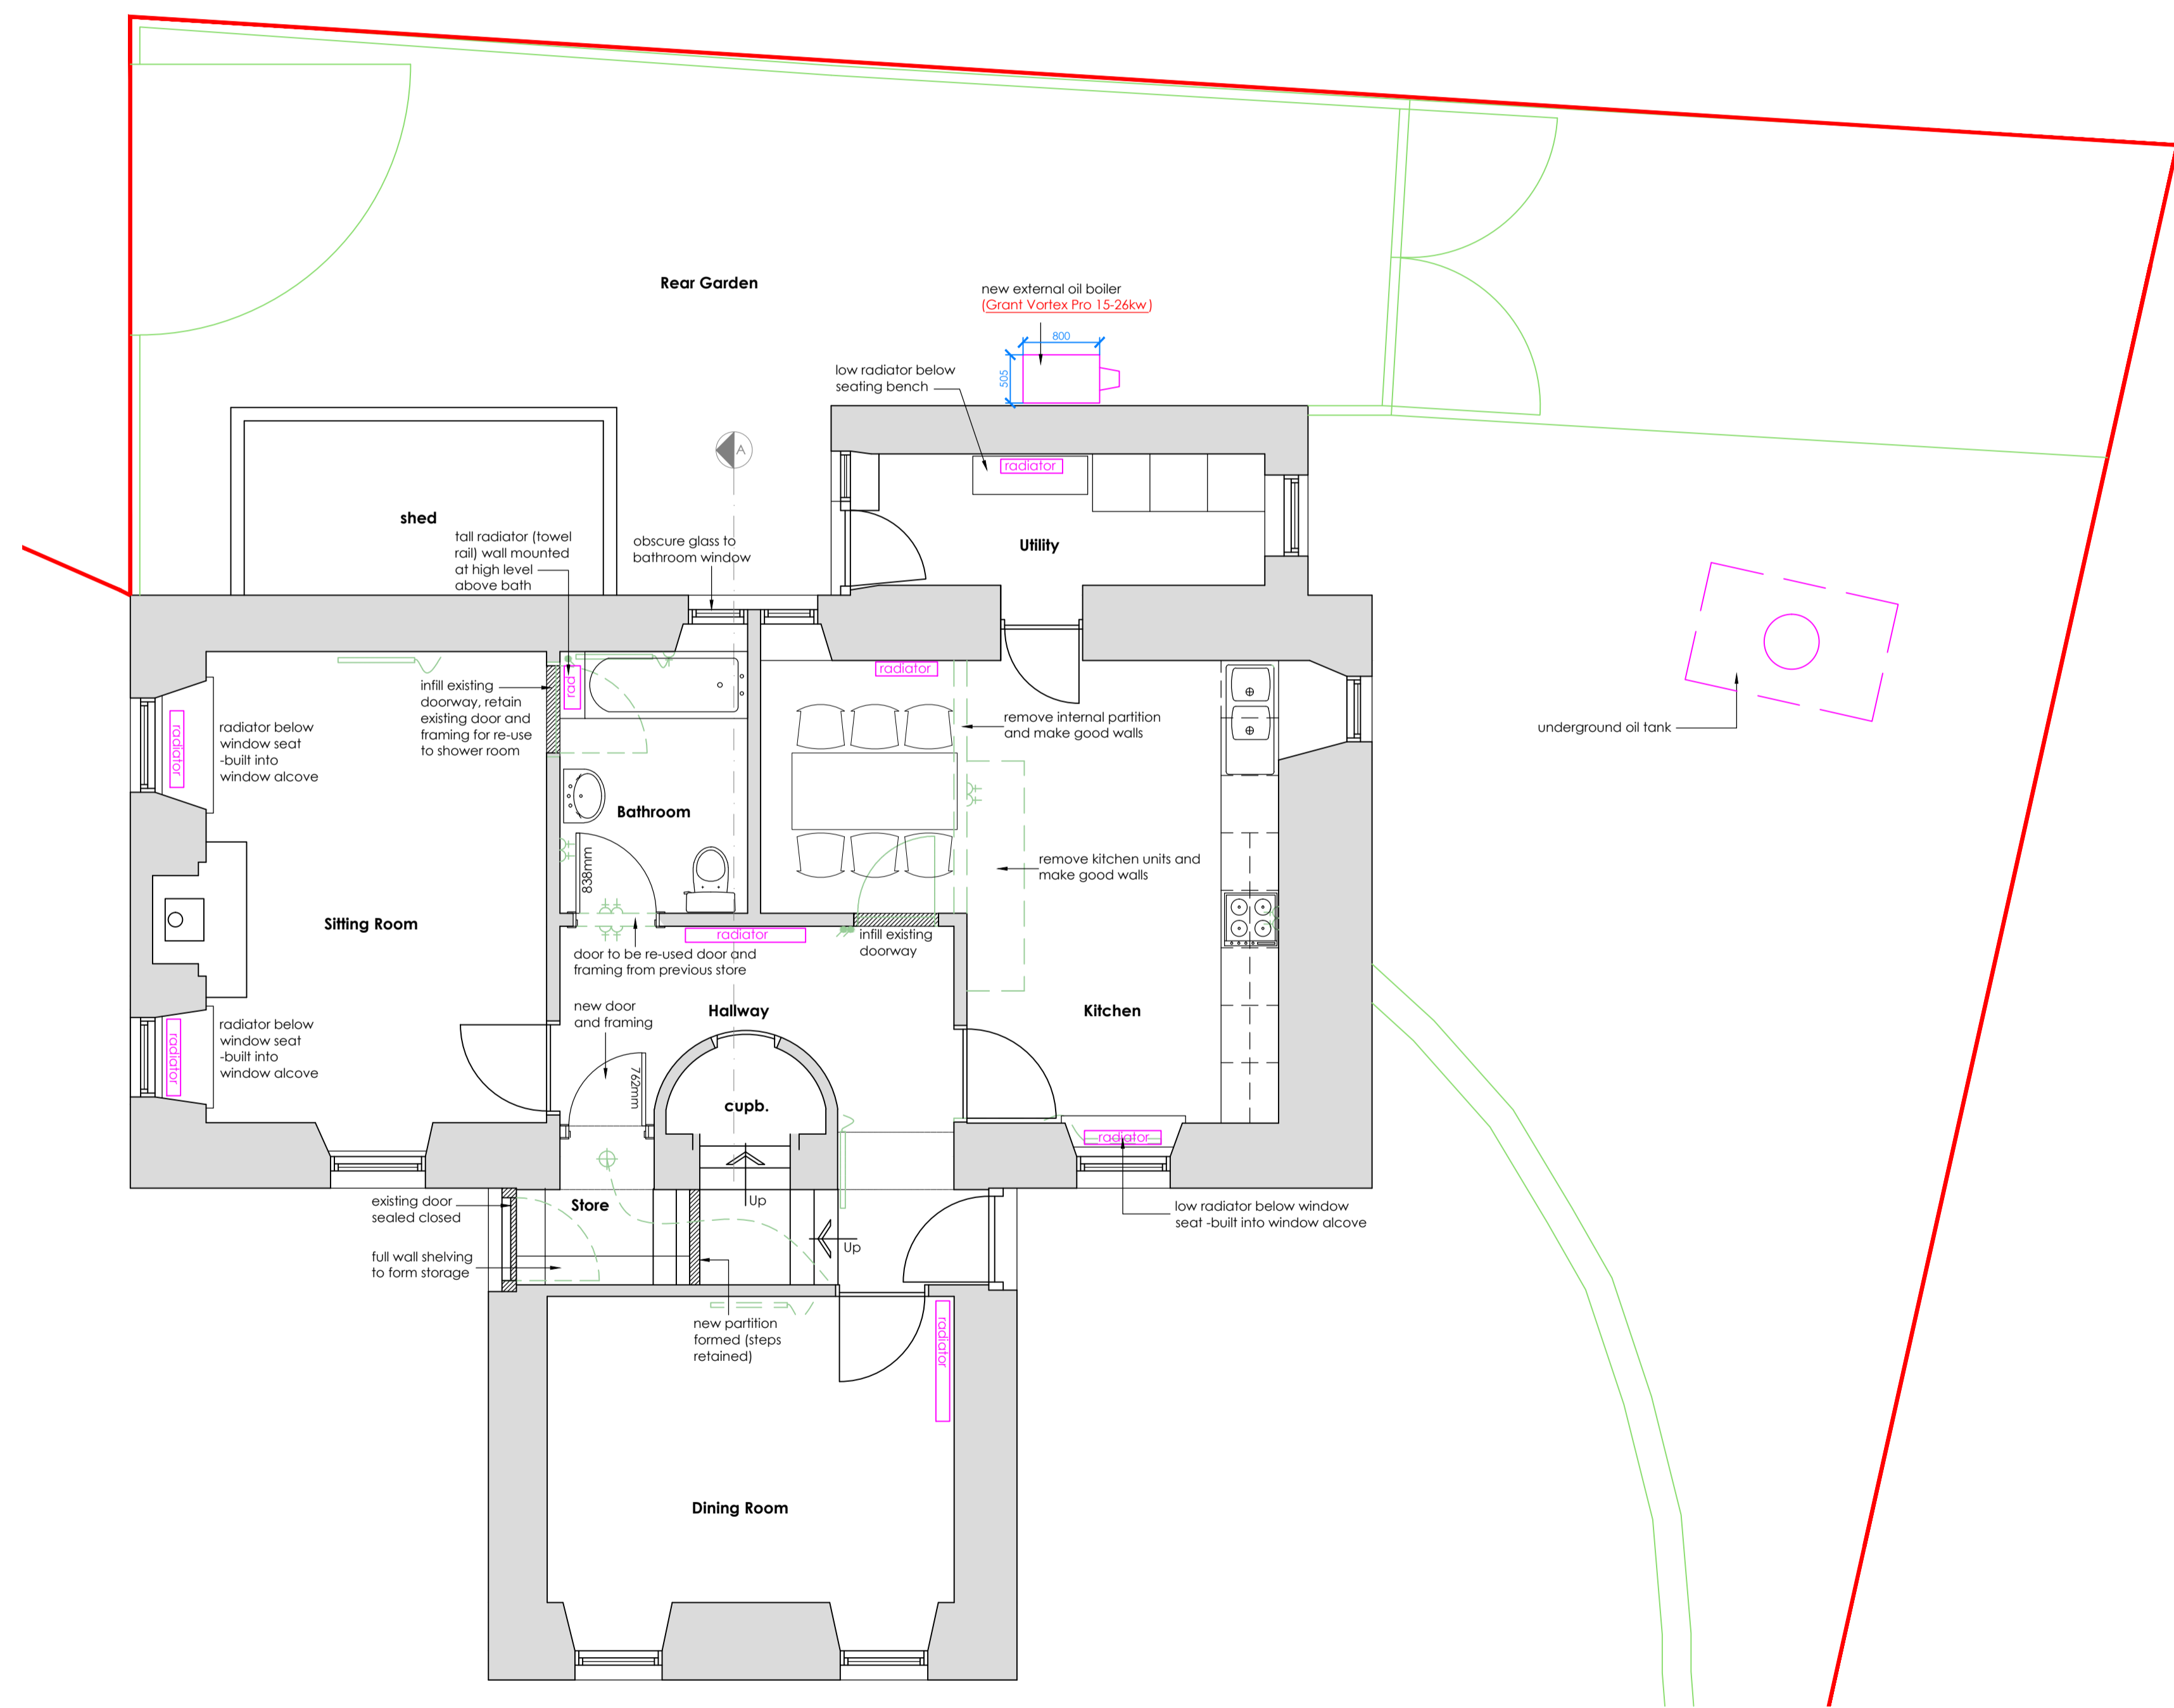 Rear Garden
new external oil boiler
(Grant Vortex Pro 15-26kw)
800
505
low radiator below
seating bench
radiator
A
shed
tall radiator (towel
rail) wall mounted
at high level
above bath
obscure glass to
bathroom window
Utility
rad
radiator
infill existing
doorway, retain
existing door and
framing for re-use
to shower room
radiator
radiator below
window seat
-built into
window alcove
remove internal partition
and make good walls
underground oil tank
Bathroom
838mm
remove kitchen units and
make good walls
Sitting Room
radiator
infill existing
doorway
door to be re-used door and
framing from previous store
new door
and framing
Hallway
Kitchen
radiator
radiator below
window seat
-built into
window alcove
762mm
cupb.
radiator
existing door
sealed closed
Store
Up
low radiator below window
seat -built into window alcove
Up
full wall shelving
to form storage
new partition
formed (steps
retained)
radiator
Dining Room